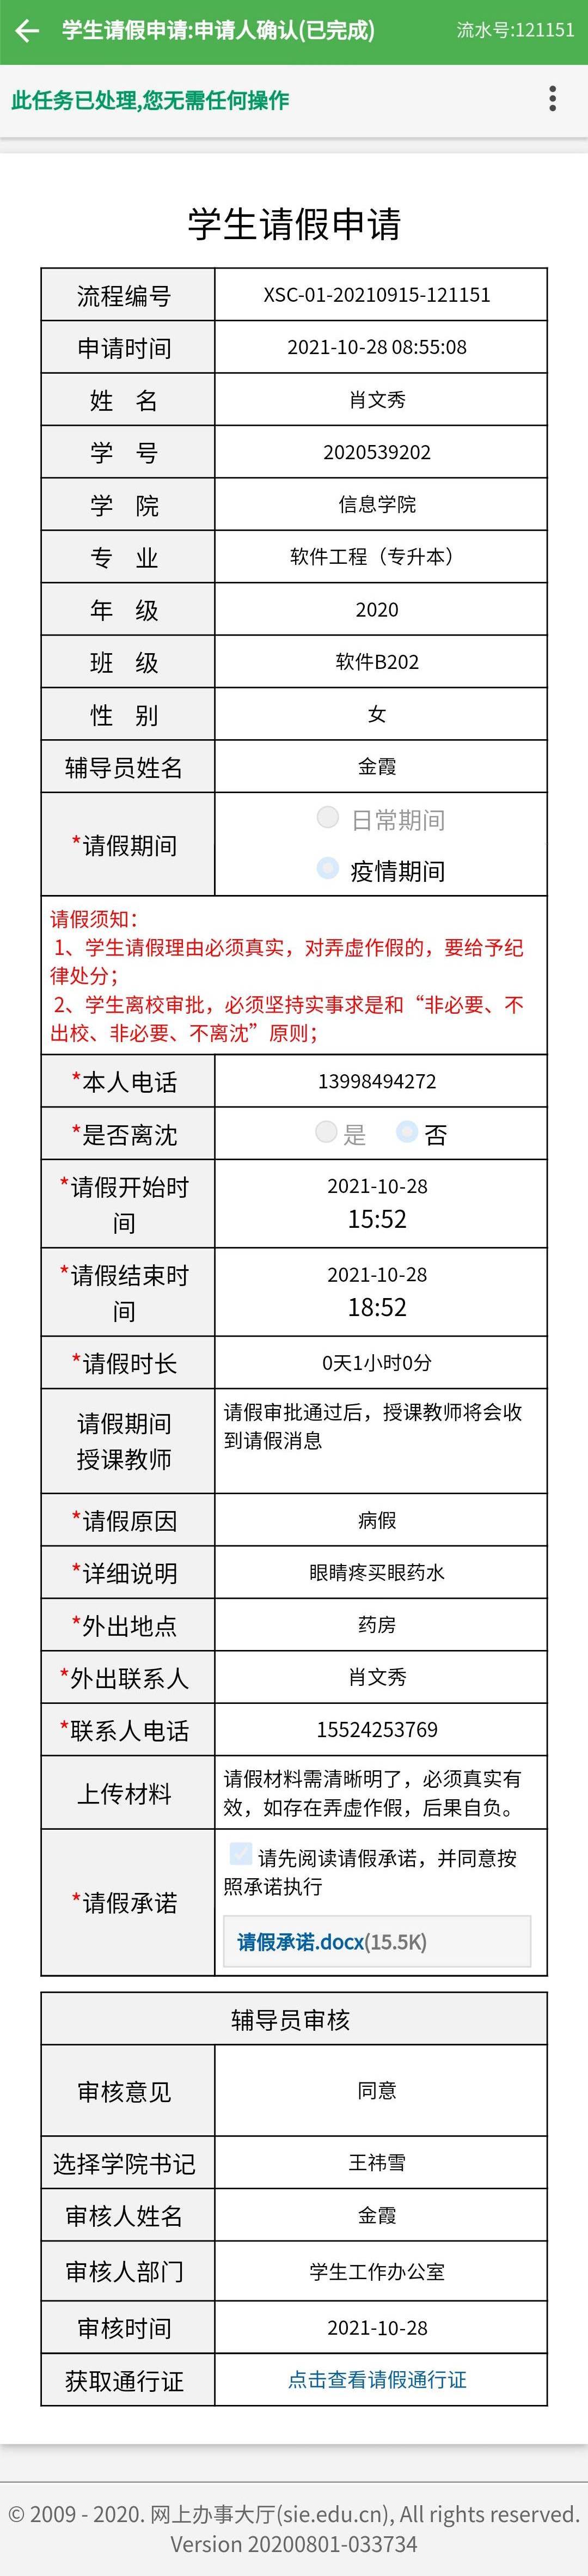 学生请假申请:申请人确认(已完成) 流水号:121151
此任务已处理,您无需任何操作
学生请假申请
流程编号 XSC-01-20210915-121151
申请时间 2021-10-28 08:55:08
姓 名 肖文秀
学 号 2020539202
学 院 信息学院
专 业 软件工程（专升本）
年 级 2020
班 级 软件B202
性 别 女
辅导员姓名 金霞
*请假期间 日常期间
疫情期间
请假须知：
1、学生请假理由必须真实，对弄虚作假的，要给予纪
律处分；
2、学生离校审批，必须坚持实事求是和“非必要、不
出校、非必要、不离沈”原则；
*本人电话 13998494272
*是否离沈 是 否
*请假开始时 2021-10-28
间 15:52
*请假结束时 2021-10-28
间 18:52
*请假时长 0天1小时0分
请假期间 请假审批通过后，授课教师将会收
授课教师 到请假消息
*请假原因 病假
*详细说明 眼睛疼买眼药水
*外出地点 药房
*外出联系人 肖文秀
*联系人电话 15524253769
上传材料 请假材料需清晰明了，必须真实有
效，如存在弄虚作假，后果自负。
*请假承诺 请先阅读请假承诺，并同意按
照承诺执行
请假承诺.docx(15.5K)
辅导员审核
审核意见 同意
选择学院书记 王祎雪
审核人姓名 金霞
审核人部门 学生工作办公室
审核时间 2021-10-28
获取通行证 点击查看请假通行证
© 2009 - 2020. 网上办事大厅(sie.edu.cn), All rights reserved.
Version 20200801-033734